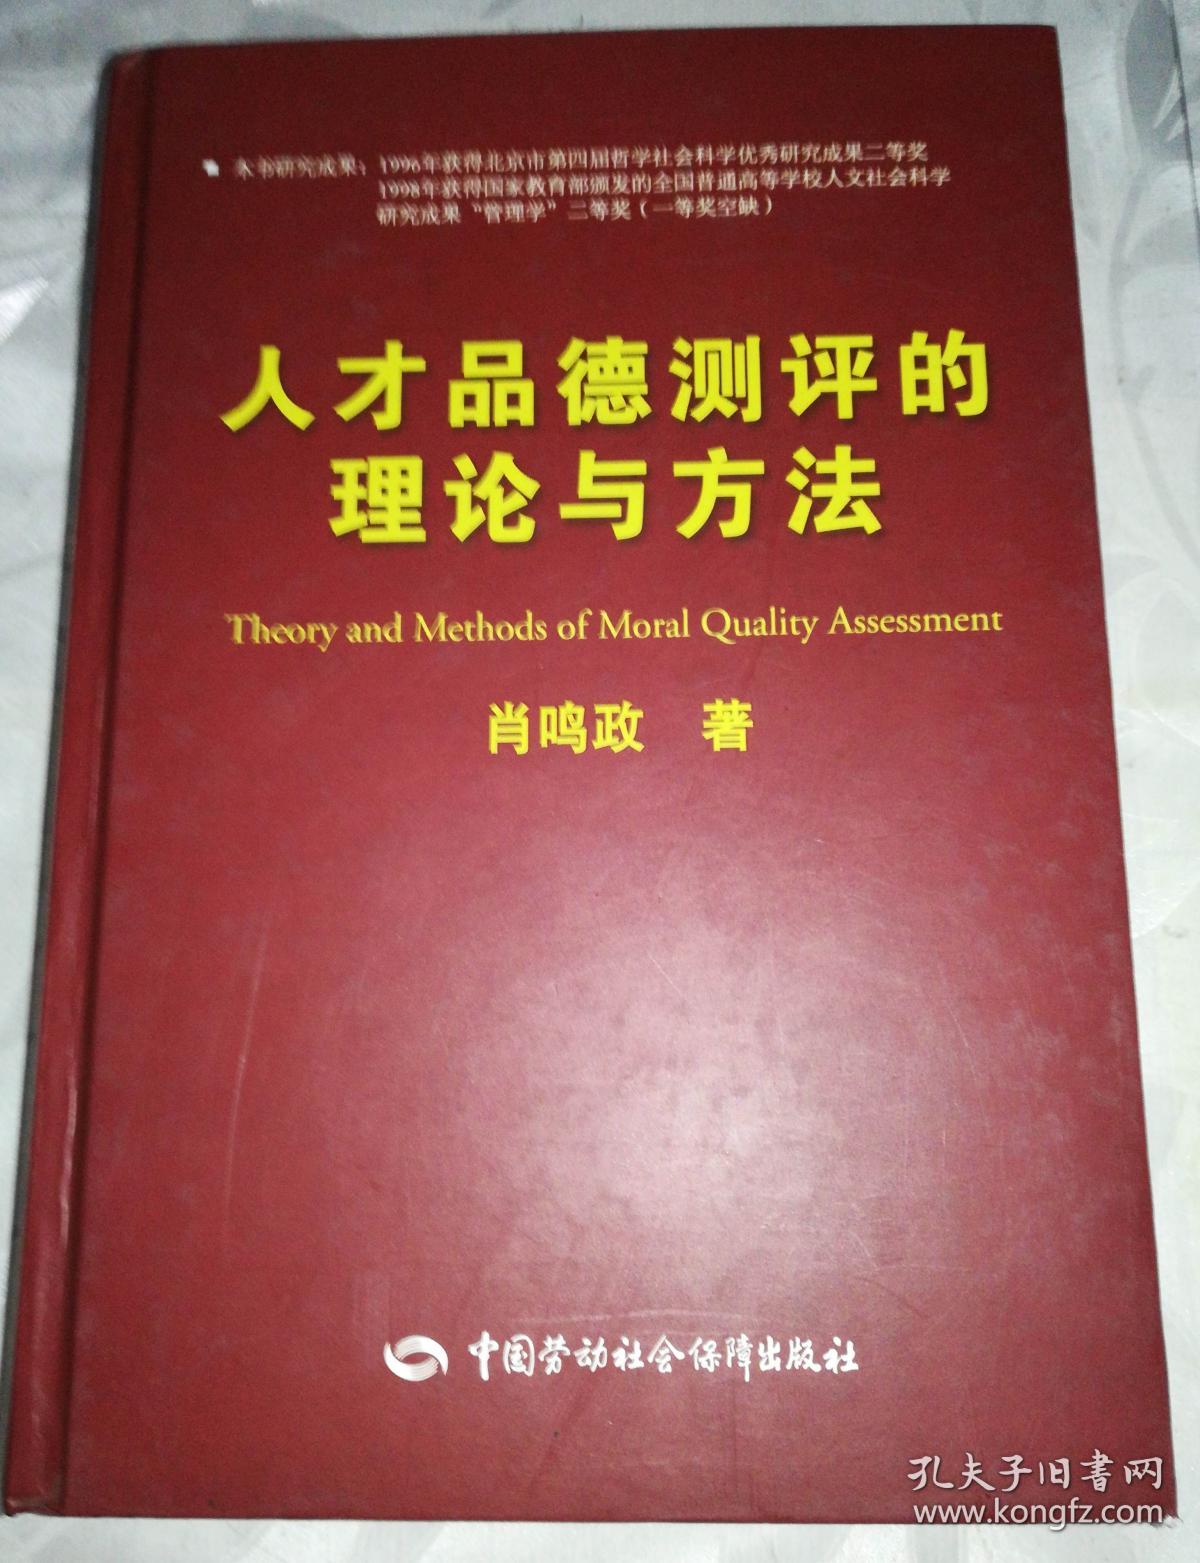 本书研究成果：1996年获得北京市第四届哲学社会科学优秀研究成果二等奖
1998年获得国家教育部颁发的全国普通高等学校人文社会科学
研究成果“管理学”二等奖（一等奖空缺）
人才品德测评的
理论与方法
Theory and Methods of Moral Quality Assessment
肖鸣政 著
中国劳动社会保障出版社
孔夫子旧書网
www.kongfz.com